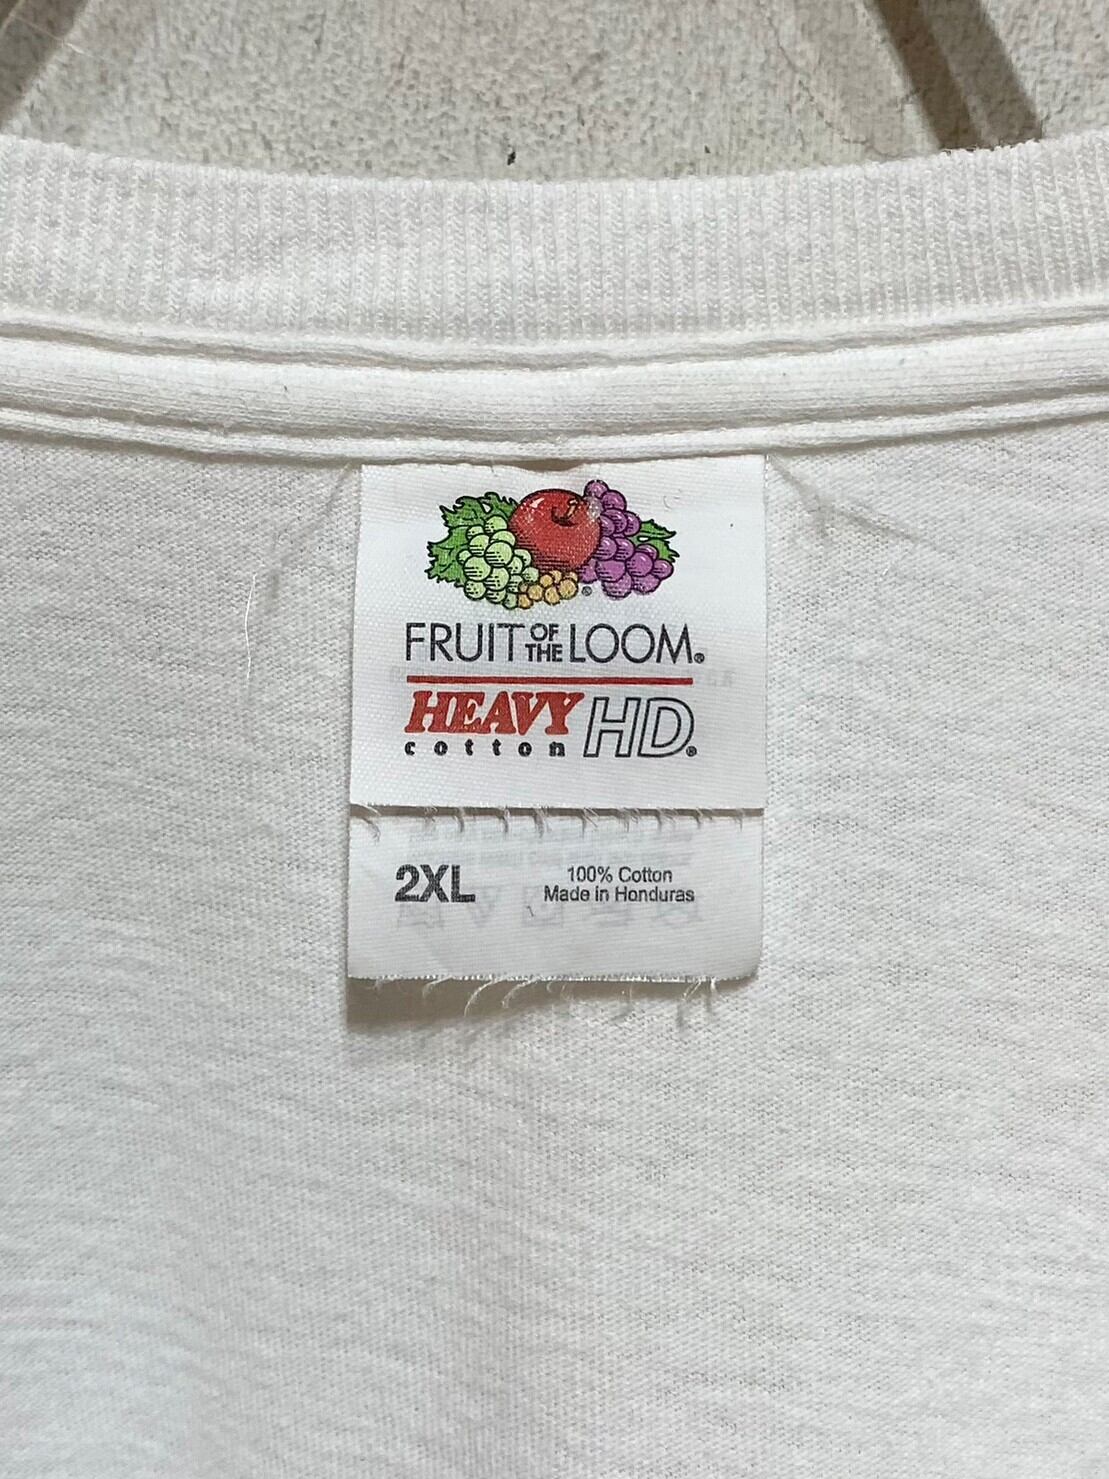 FRUIT OF THE LOOM®
HEAVY cotton HD®
2XL
100% Cotton
Made in Honduras